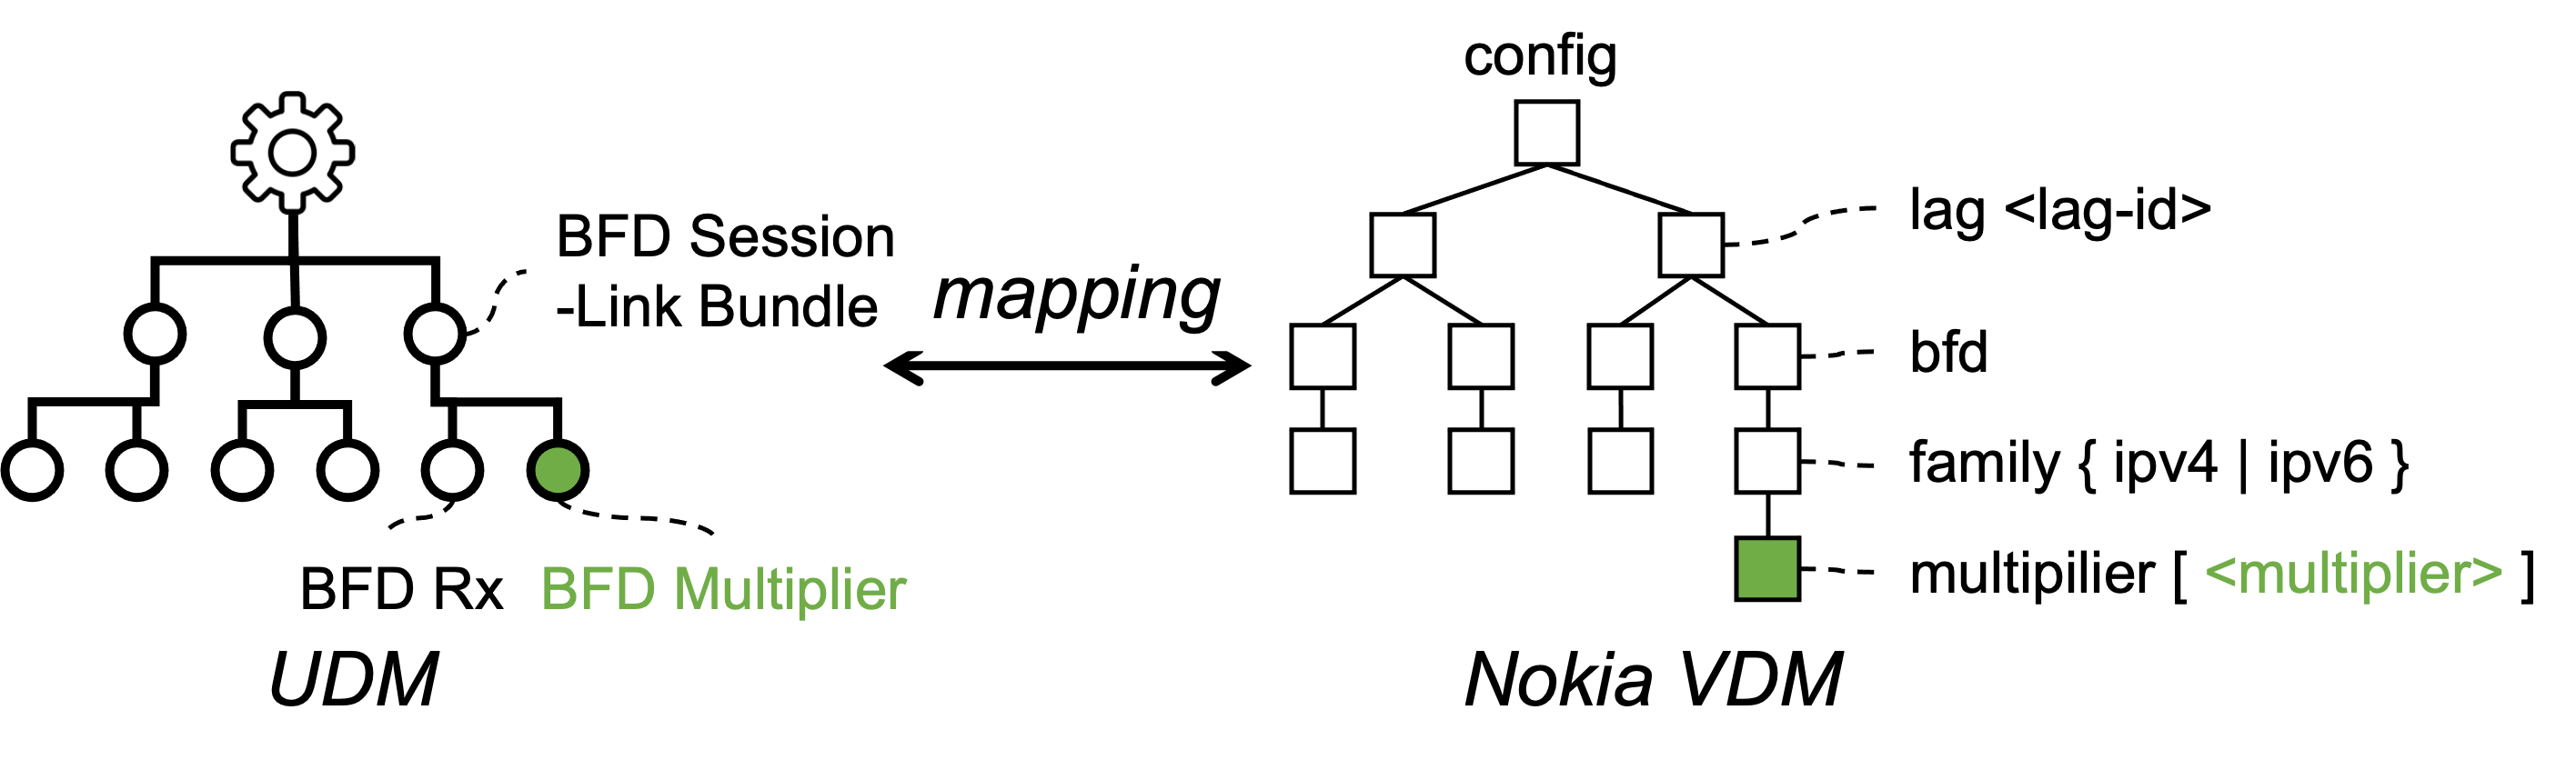 config
BFD Session
-Link Bundle
mapping
lag <lag-id>
bfd
family { ipv4 | ipv6 }
multipilier [ <multiplier> ]
BFD Rx
BFD Multiplier
UDM
Nokia VDM